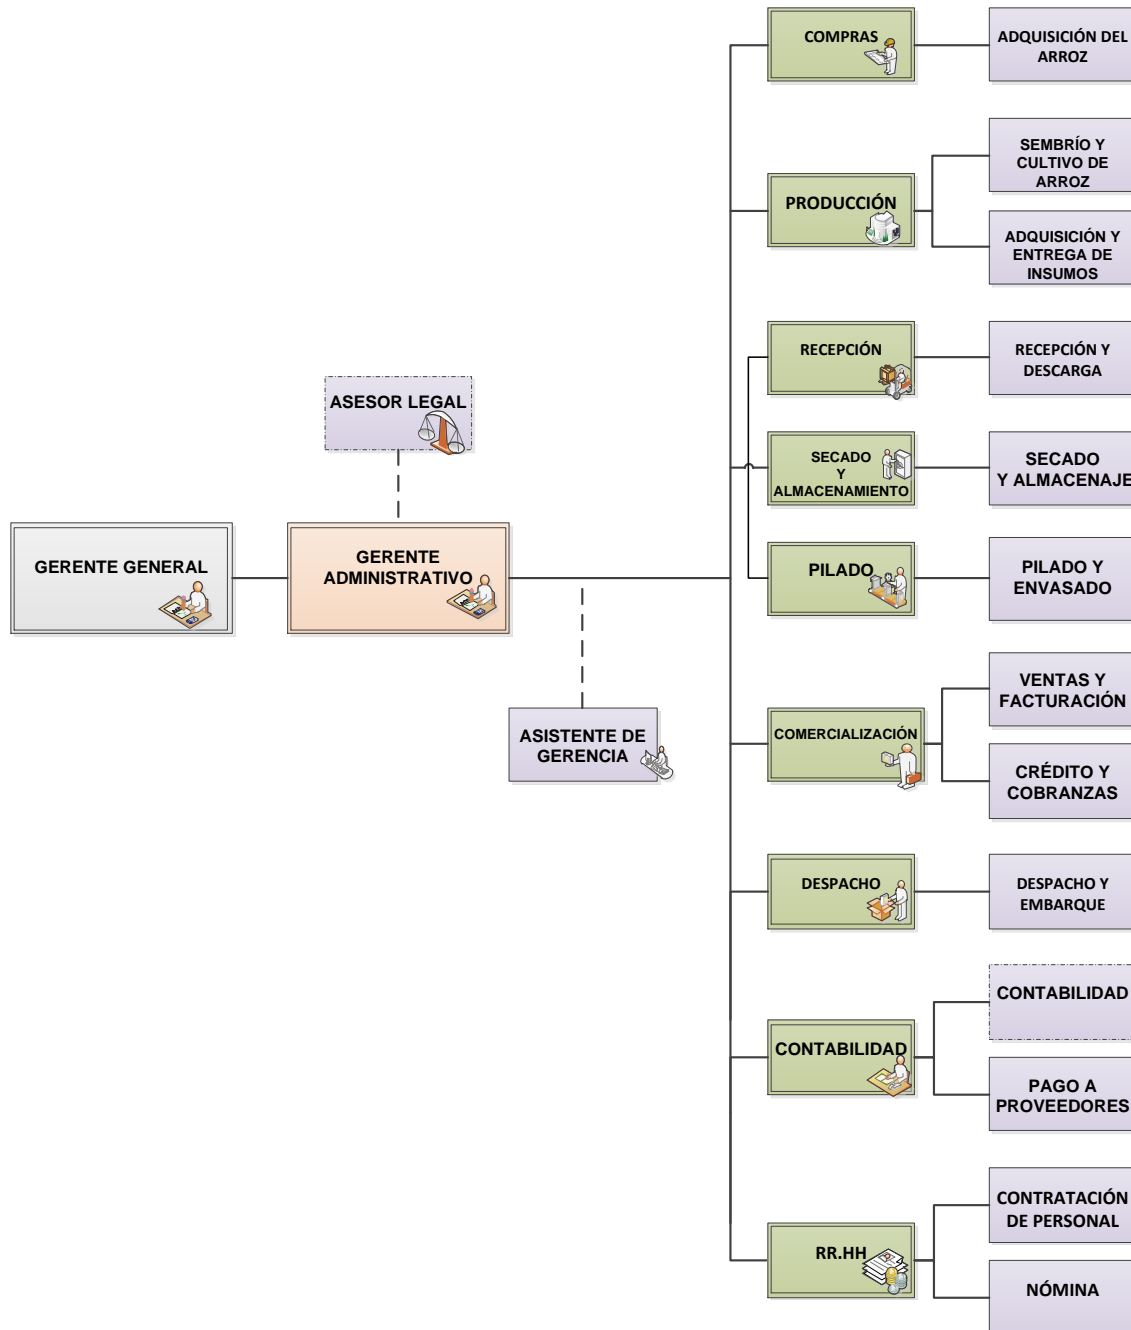 COMPRAS
ADQUISICIÓN DEL
ARROZ
SEMBRÍO Y
CULTIVO DE
ARROZ
PRODUCCIÓN
ADQUISICIÓN Y
ENTREGA DE
INSUMOS
RECEPCIÓN
RECEPCIÓN Y
DESCARGA
ASESOR LEGAL
SECADO
Y
ALMACENAMIENTO
SECADO
Y ALMACENAJE
GERENTE GENERAL
GERENTE
ADMINISTRATIVO
PILADO
PILADO Y
ENVASADO
VENTAS Y
FACTURACIÓN
ASISTENTE DE
GERENCIA
COMERCIALIZACIÓN
CRÉDITO Y
COBRANZAS
DESPACHO
DESPACHO Y
EMBARQUE
CONTABILIDAD
CONTABILIDAD
PAGO A
PROVEEDORES
CONTRATACIÓN
DE PERSONAL
RR.HH
NÓMINA